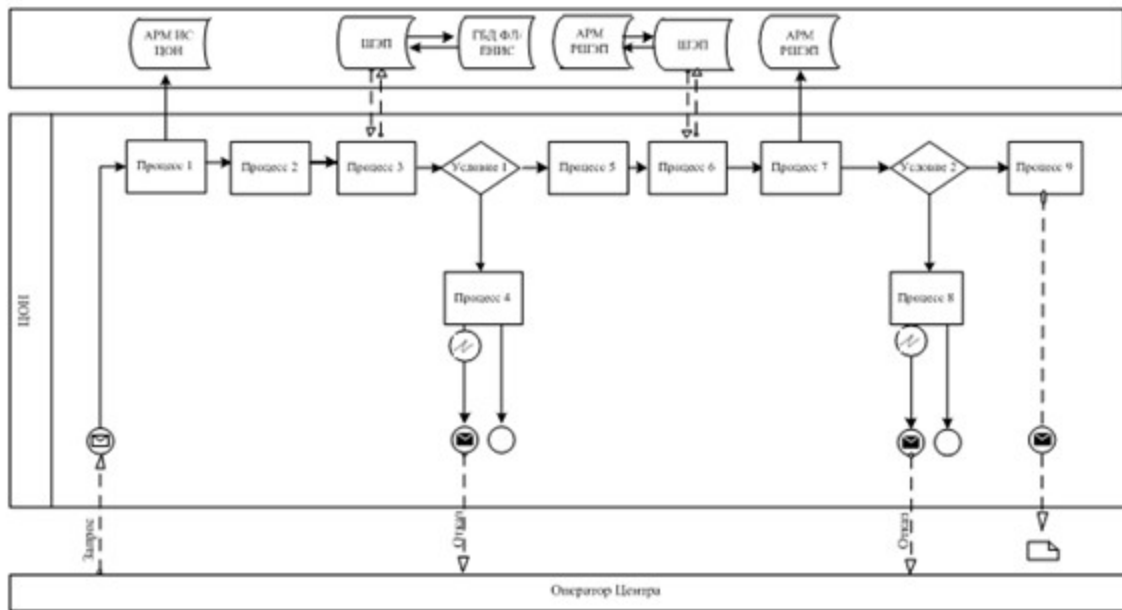 АРМ ИС
ЦОН
ШЭП
ГБД ФЛ/
ЕНИС
АРМ
РШЭП
ШЭП
АРМ
РШЭП
Процесс 1
Процесс 2
Процесс 3
Условие 1
Процесс 5
Процесс 6
Процесс 7
Условие 2
Процесс 9
Процесс 4
Процесс 8
ЦОН
Запрос
Ответ
Ответ
Оператор Центра